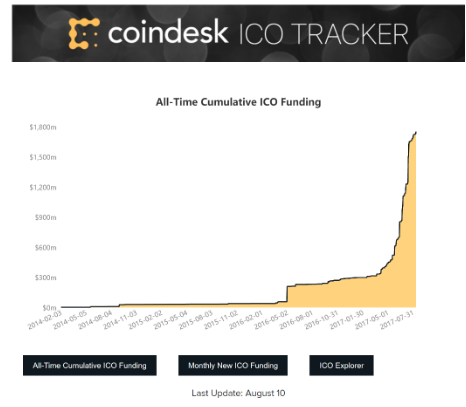 coindesk ICO TRACKER
All-Time Cumulative ICO Funding
$1,800m
$1,500m
$1,200m
$900m
$600m
$300m
$0m
2014-02-03
2014-05-05
2014-08-04
2014-11-03
2015-02-02
2015-05-04
2015-08-03
2015-11-02
2016-02-01
2016-05-02
2016-08-01
2016-10-31
2017-01-30
2017-05-01
2017-07-31
All-Time Cumulative ICO Funding
Monthly New ICO Funding
ICO Explorer
Last Update: August 10